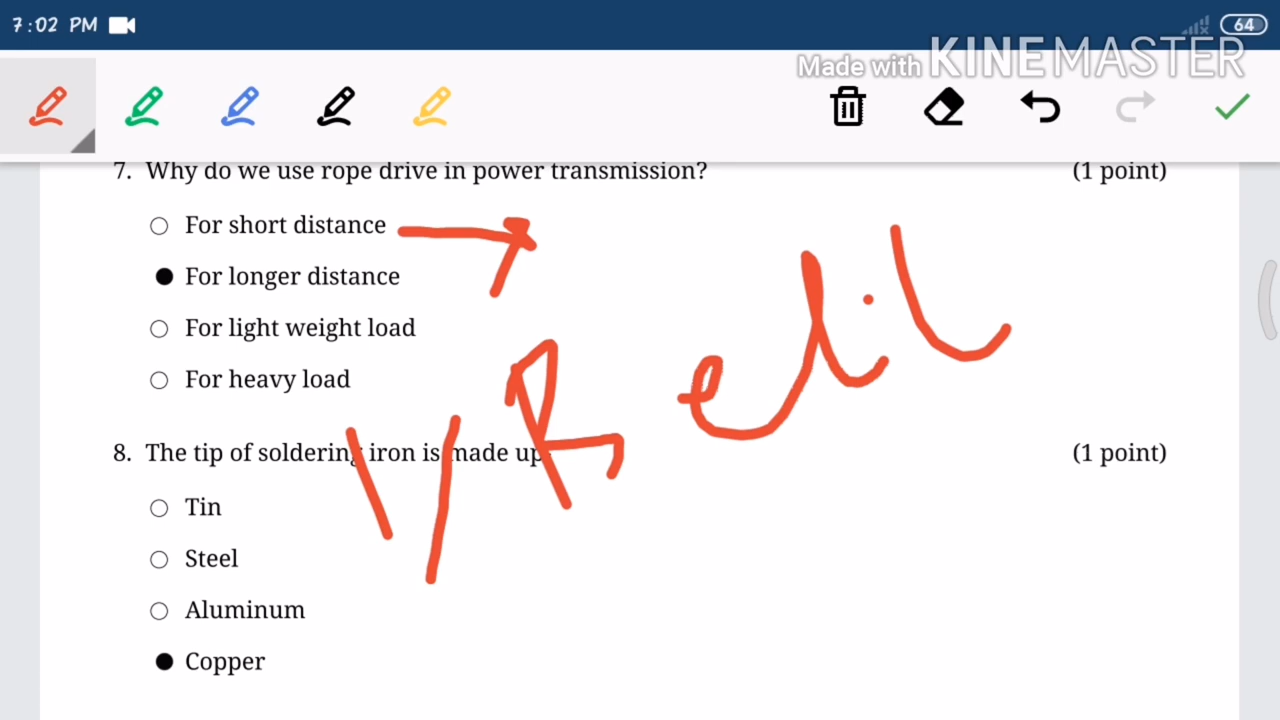 7:02 PM
64
Made with KINEMASTER
7. Why do we use rope drive in power transmission? (1 point)
For short distance
For longer distance
For light weight load
For heavy load
8. The tip of soldering iron is made up (1 point)
Tin
Steel
Aluminum
Copper